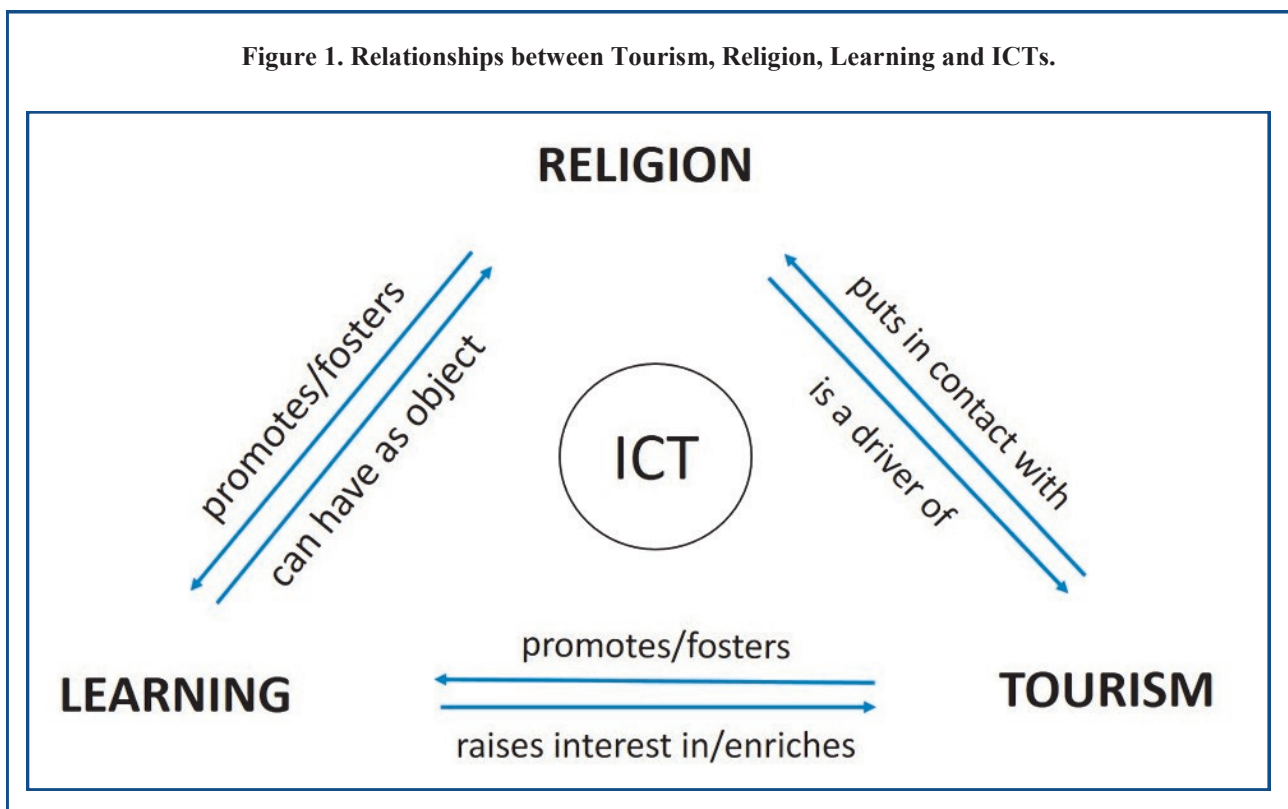 Figure 1. Relationships between Tourism, Religion, Learning and ICTs.
RELIGION
promotes/fosters
can have as object
puts in contact with
is a driver of
ICT
promotes/fosters
LEARNING
TOURISM
raises interest in/enriches